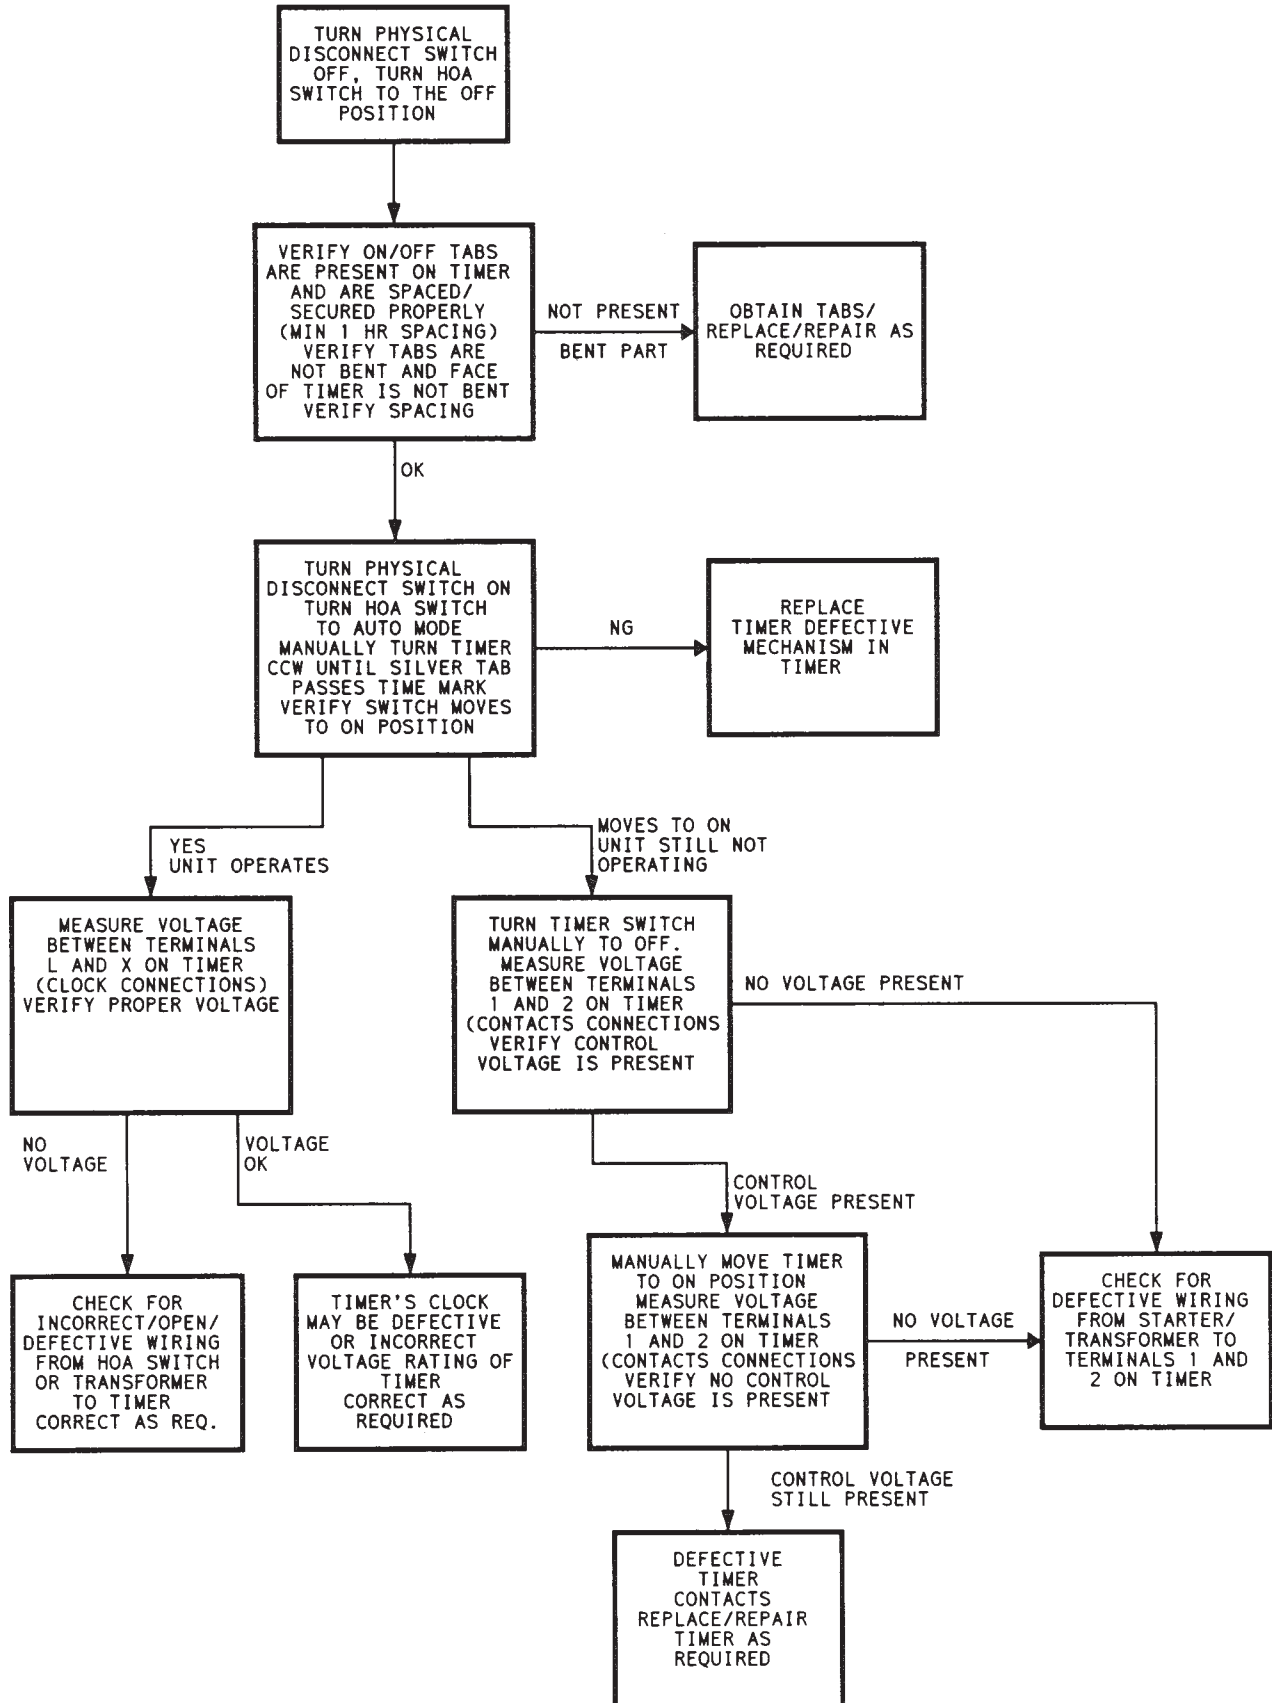 TURN PHYSICAL
DISCONNECT SWITCH
OFF, TURN HOA
SWITCH TO THE OFF
POSITION
VERIFY ON/OFF TABS
ARE PRESENT ON TIMER
AND ARE SPACED/
SECURED PROPERLY
(MIN 1 HR SPACING)
VERIFY TABS ARE
NOT BENT AND FACE
OF TIMER IS NOT BENT
VERIFY SPACING
NOT PRESENT
BENT PART
OBTAIN TABS/
REPLACE/REPAIR AS
REQUIRED
OK
TURN PHYSICAL
DISCONNECT SWITCH ON
TURN HOA SWITCH
TO AUTO MODE
MANUALLY TURN TIMER
CCW UNTIL SILVER TAB
PASSES TIME MARK
VERIFY SWITCH MOVES
TO ON POSITION
NG
REPLACE
TIMER DEFECTIVE
MECHANISM IN
TIMER
YES
UNIT OPERATES
MOVES TO ON
UNIT STILL NOT
OPERATING
MEASURE VOLTAGE
BETWEEN TERMINALS
L AND X ON TIMER
(CLOCK CONNECTIONS)
VERIFY PROPER VOLTAGE
TURN TIMER SWITCH
MANUALLY TO OFF.
MEASURE VOLTAGE
BETWEEN TERMINALS
1 AND 2 ON TIMER
(CONTACTS CONNECTIONS
VERIFY CONTROL
VOLTAGE IS PRESENT
NO VOLTAGE PRESENT
NO
VOLTAGE
VOLTAGE
OK
CONTROL
VOLTAGE PRESENT
CHECK FOR
INCORRECT/OPEN/
DEFECTIVE WIRING
FROM HOA SWITCH
OR TRANSFORMER
TO TIMER
CORRECT AS REQ.
TIMER'S CLOCK
MAY BE DEFECTIVE
OR INCORRECT
VOLTAGE RATING OF
TIMER
CORRECT AS
REQUIRED
MANUALLY MOVE TIMER
TO ON POSITION
MEASURE VOLTAGE
BETWEEN TERMINALS
1 AND 2 ON TIMER
(CONTACTS CONNECTIONS
VERIFY NO CONTROL
VOLTAGE IS PRESENT
NO VOLTAGE
PRESENT
CHECK FOR
DEFECTIVE WIRING
FROM STARTER/
TRANSFORMER TO
TERMINALS 1 AND
2 ON TIMER
CONTROL VOLTAGE
STILL PRESENT
DEFECTIVE
TIMER
CONTACTS
REPLACE/REPAIR
TIMER AS
REQUIRED